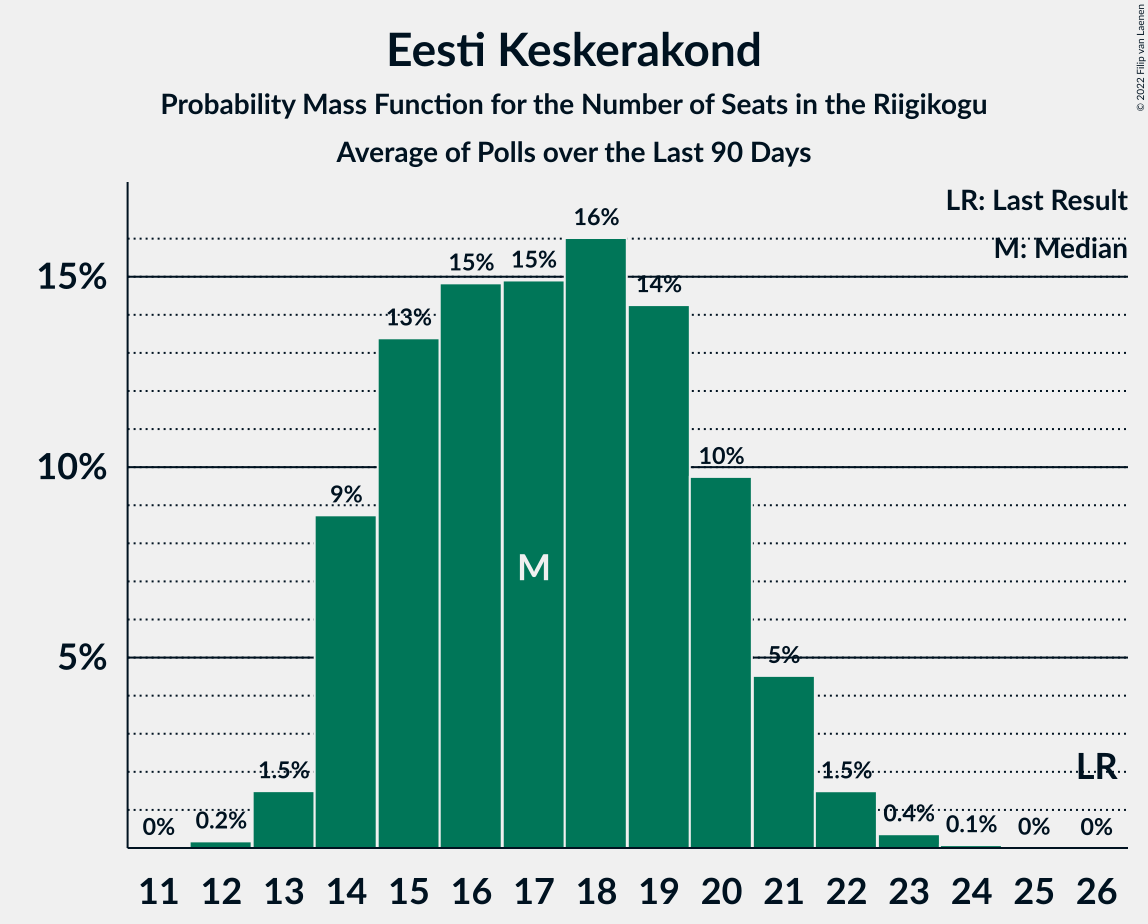 Eesti Keskerakond
Probability Mass Function for the Number of Seats in the Riigikogu
Average of Polls over the Last 90 Days
© 2022 Filip van Laenen
LR: Last Result
M: Median
15%
10%
5%
0%
0.2%
1.5%
9%
13%
15%
15%
16%
14%
10%
5%
1.5%
0.4%
0.1%
0%
0%
M
LR
11 12 13 14 15 16 17 18 19 20 21 22 23 24 25 26